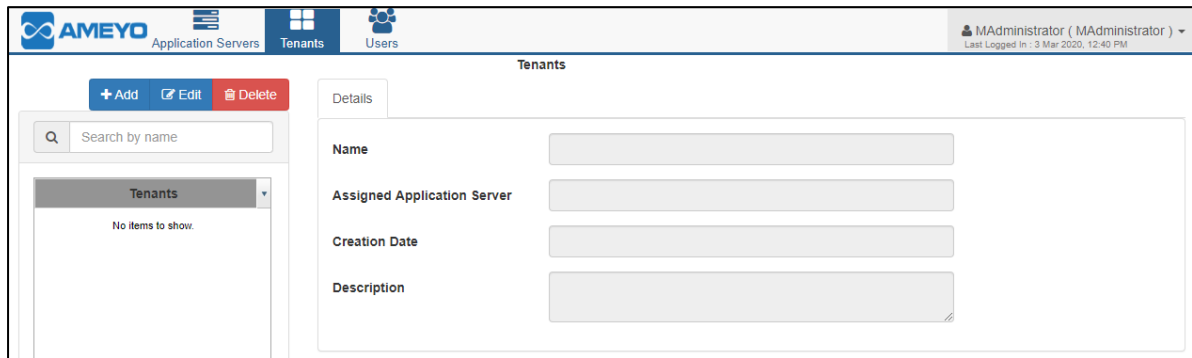 AMEYO
Application Servers
Tenants
Users
MAdministrator ( MAdministrator )
Last Logged In : 3 Mar 2020, 12:40 PM
Tenants
Add
Edit
Delete
Details
Search by name
Name
Tenants
Assigned Application Server
No items to show.
Creation Date
Description